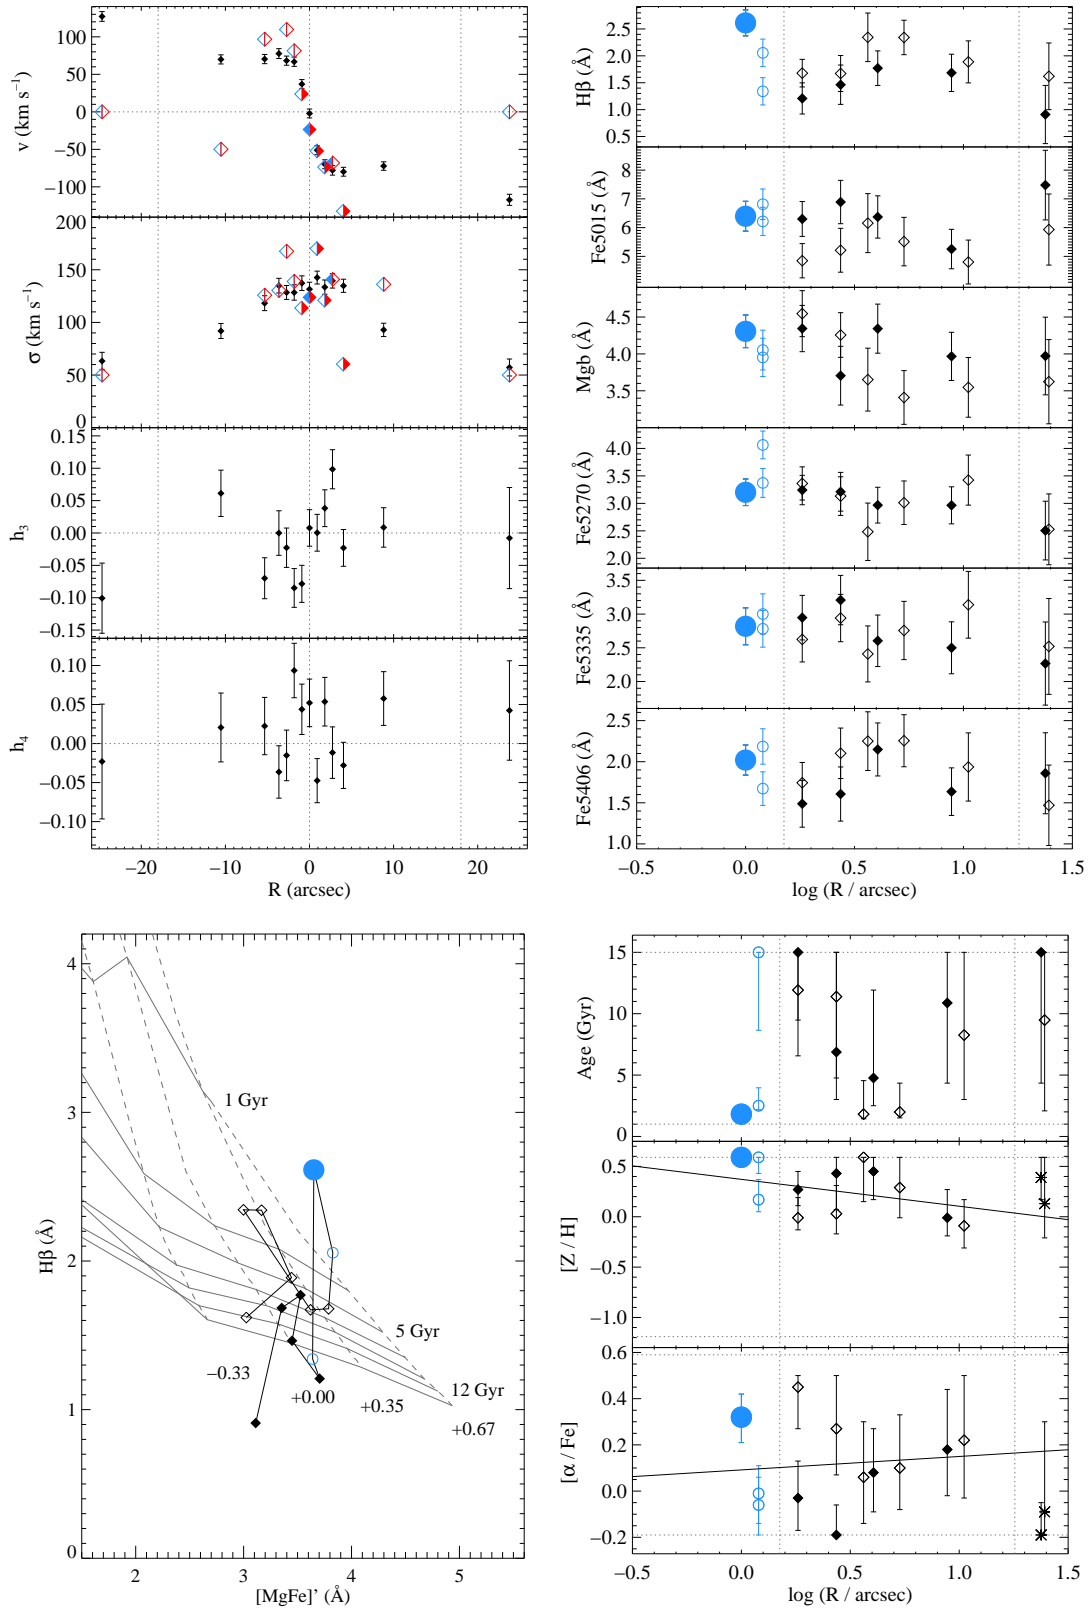 100
50
0
−50
−100
v (km s⁻¹)
200
150
100
50
0
σ (km s⁻¹)
0.15
0.10
0.05
0.00
−0.05
−0.10
−0.15
h₃
0.10
0.05
0.00
−0.05
−0.10
h₄
−20 −10 0 10 20
R (arcsec)
2.5
2.0
1.5
1.0
0.5
Hβ (Å)
8
7
6
5
Fe5015 (Å)
4.5
4.0
3.5
Mgb (Å)
4.0
3.5
3.0
2.5
2.0
Fe5270 (Å)
3.5
3.0
2.5
2.0
Fe5335 (Å)
2.5
2.0
1.5
1.0
Fe5406 (Å)
−0.5 0.0 0.5 1.0 1.5
log (R / arcsec)
4
3
2
1
0
Hβ (Å)
1 Gyr
5 Gyr
12 Gyr
−0.33
+0.00
+0.35
+0.67
2 3 4 5
[MgFe]' (Å)
15
10
5
0
Age (Gyr)
0.5
0.0
−0.5
−1.0
[Z / H]
0.6
0.4
0.2
0.0
−0.2
[α / Fe]
−0.5 0.0 0.5 1.0 1.5
log (R / arcsec)